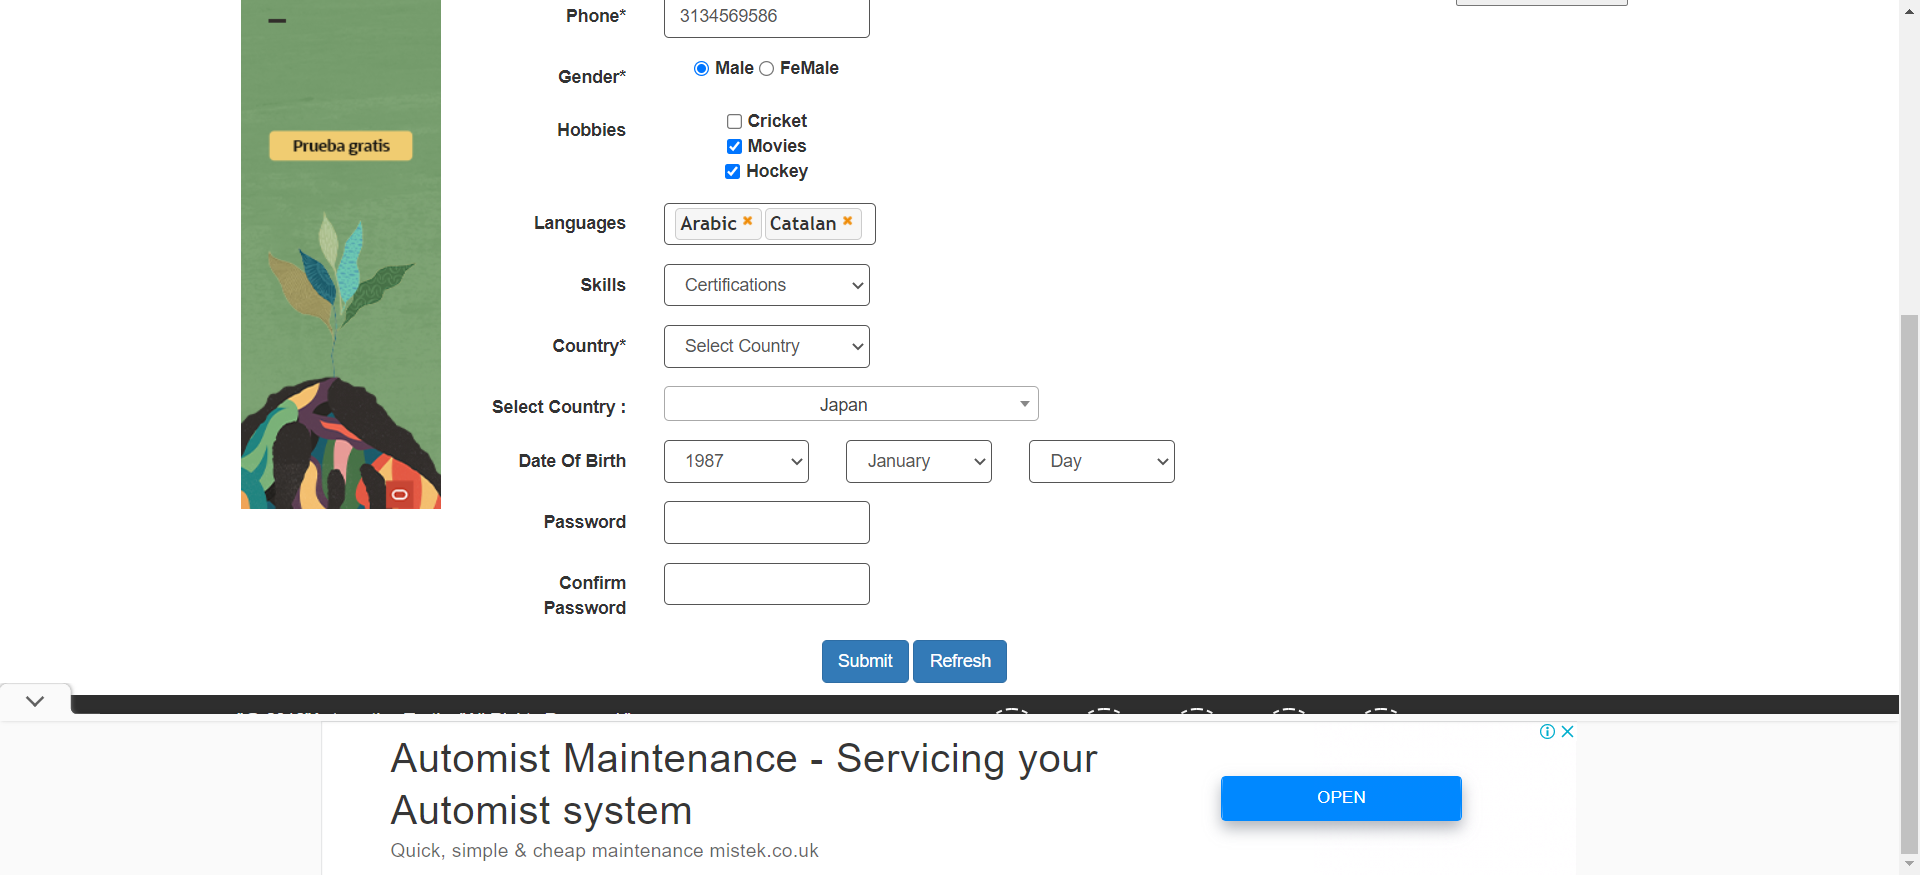 Phone* 3134569586
Gender* Male FeMale
Prueba gratis
Hobbies Cricket
Movies
Hockey
Languages Arabic Catalan
Skills Certifications
Country* Select Country
Select Country : Japan
Date Of Birth 1987 January Day
Password
Confirm
Password
Submit Refresh
Automist Maintenance - Servicing your
Automist system
OPEN
Quick, simple & cheap maintenance mistek.co.uk